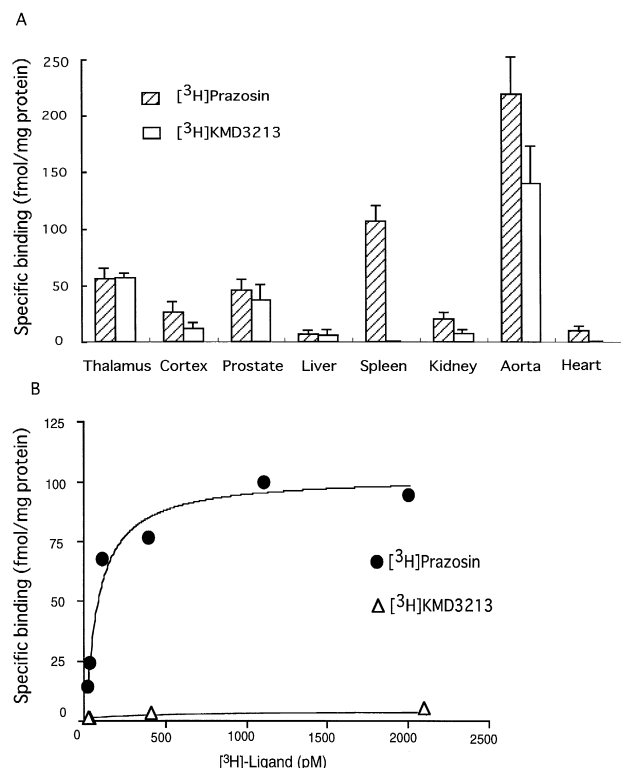 A
Specific binding (fmol/mg protein)
250
200
150
100
50
0
[3H]Prazosin
[3H]KMD3213
Thalamus Cortex Prostate Liver Spleen Kidney Aorta Heart
B
Specific binding (fmol/mg protein)
125
100
75
50
25
0
[3H]Prazosin
[3H]KMD3213
0 500 1000 1500 2000 2500
[3H]-Ligand (pM)